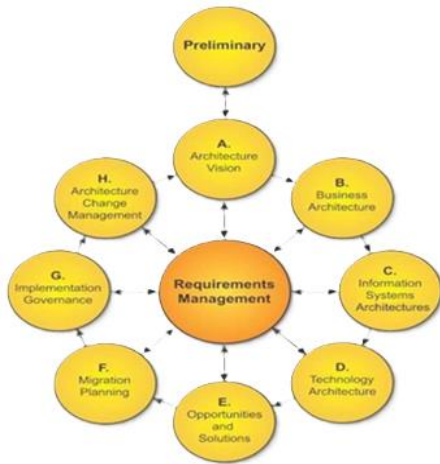 Preliminary
A.
Architecture
Vision
B.
Business
Architecture
C.
Information
Systems
Architectures
D.
Technology
Architecture
E.
Opportunities
and
Solutions
F.
Migration
Planning
G.
Implementation
Governance
H.
Architecture
Change
Management
Requirements
Management